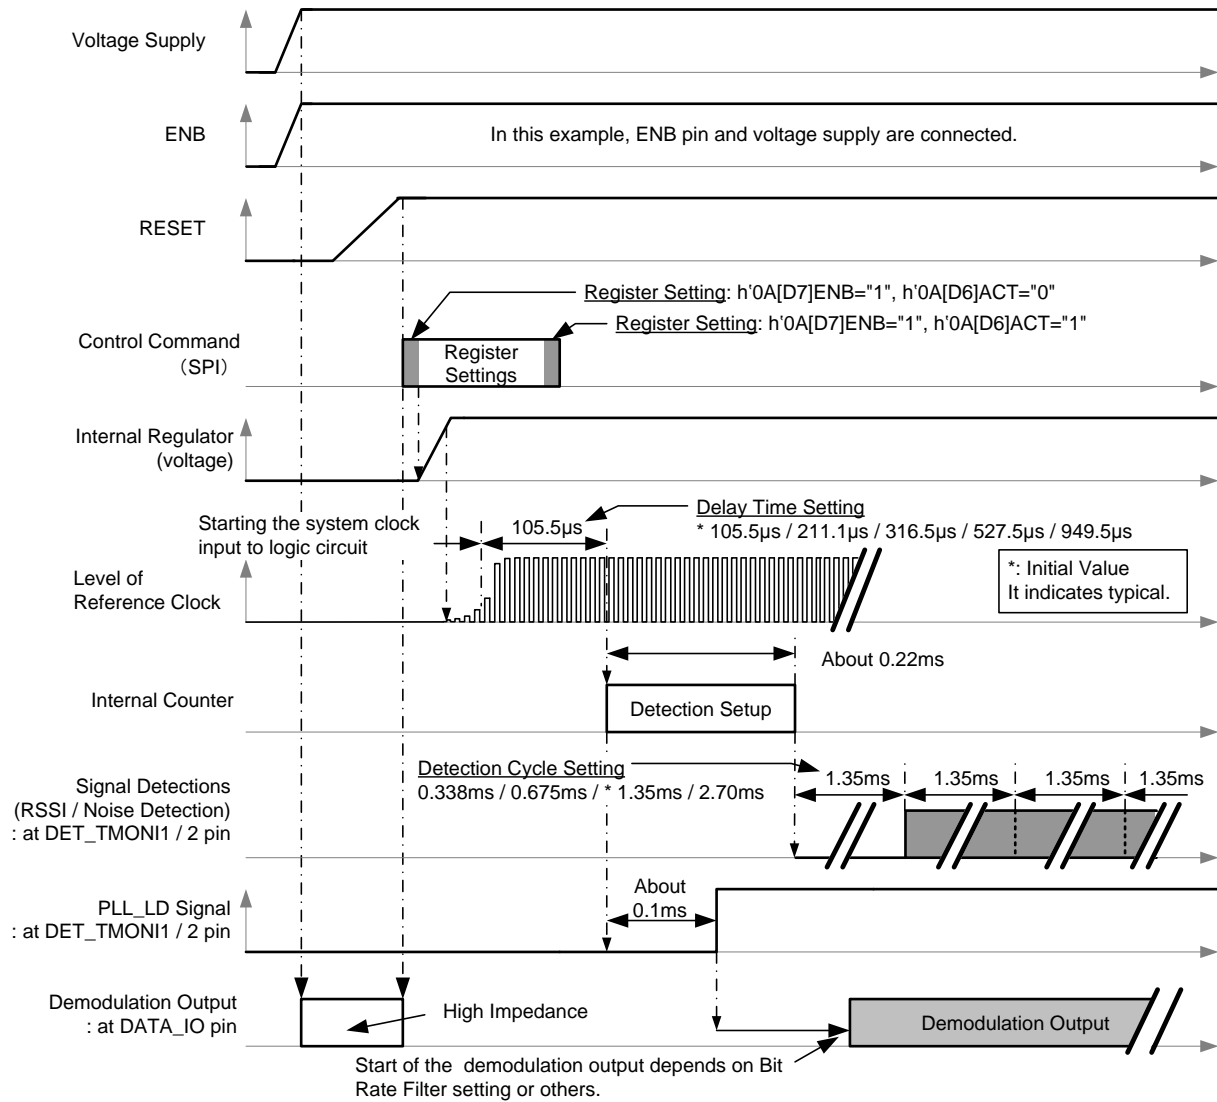 Voltage Supply
ENB
In this example, ENB pin and voltage supply are connected.
RESET
Register Setting: h'0A[D7]ENB="1", h'0A[D6]ACT="0"
Register Setting: h'0A[D7]ENB="1", h'0A[D6]ACT="1"
Control Command
(SPI)
Register
Settings
Internal Regulator
(voltage)
Starting the system clock
input to logic circuit
105.5µs
Delay Time Setting
* 105.5µs / 211.1µs / 316.5µs / 527.5µs / 949.5µs
*: Initial Value
It indicates typical.
Level of
Reference Clock
About 0.22ms
Internal Counter
Detection Setup
Signal Detections
(RSSI / Noise Detection)
: at DET_TMONI1 / 2 pin
Detection Cycle Setting
0.338ms / 0.675ms / * 1.35ms / 2.70ms
1.35ms
1.35ms
1.35ms
1.35ms
PLL_LD Signal
: at DET_TMONI1 / 2 pin
About
0.1ms
Demodulation Output
: at DATA_IO pin
High Impedance
Demodulation Output
Start of the demodulation output depends on Bit
Rate Filter setting or others.